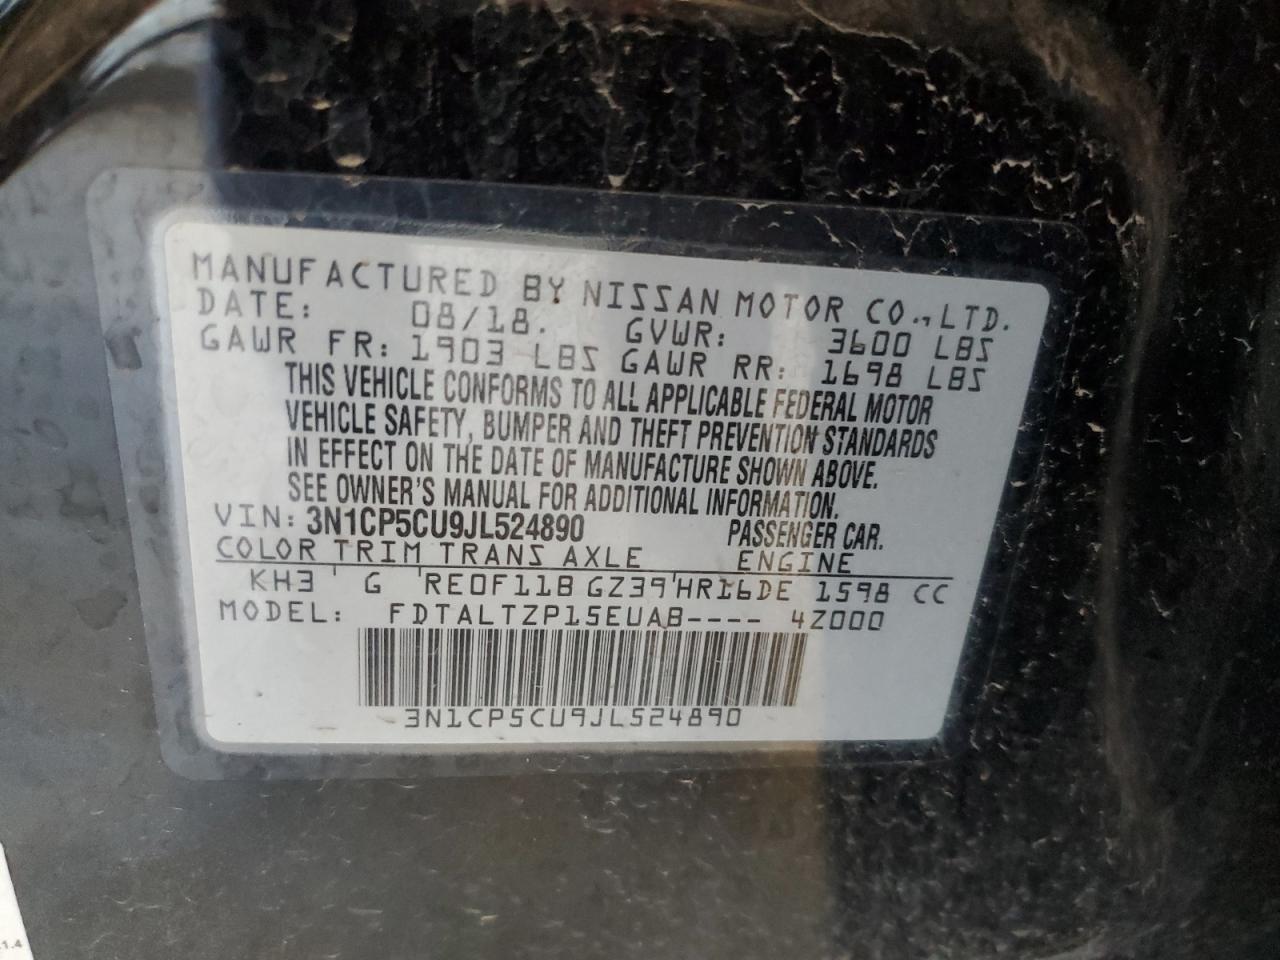 MANUFACTURED BY NISSAN MOTOR CO., LTD.
DATE: 08/18. GVWR: 3600 LBS
GAWR FR: 1903 LBS GAWR RR: 1698 LBS
THIS VEHICLE CONFORMS TO ALL APPLICABLE FEDERAL MOTOR
VEHICLE SAFETY, BUMPER AND THEFT PREVENTION STANDARDS
IN EFFECT ON THE DATE OF MANUFACTURE SHOWN ABOVE.
SEE OWNER'S MANUAL FOR ADDITIONAL INFORMATION.
VIN: 3N1CP5CU9JL524890 PASSENGER CAR.
COLOR TRIM TRANS AXLE ENGINE
KH3 G RE0F11B GZ39 HR16DE 1598 CC
MODEL: FDTALTZP15EUAB---- 4Z000
3N1CP5CU9JL524890